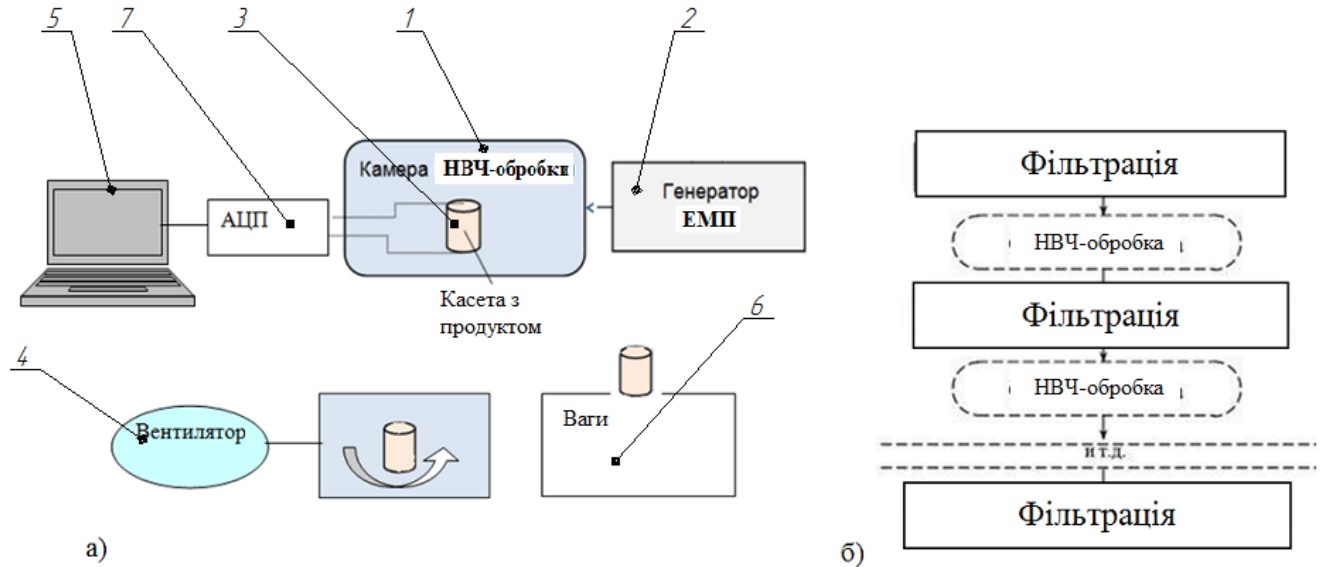 5
7
3
1
2
Камера НВЧ-обробки
Генератор
ЕМП
АЦП
Касета з
продуктом
6
4
Вентилятор
Ваги
а)
Фільтрація
НВЧ-обробка
Фільтрація
НВЧ-обробка
и т.д.
Фільтрація
б)